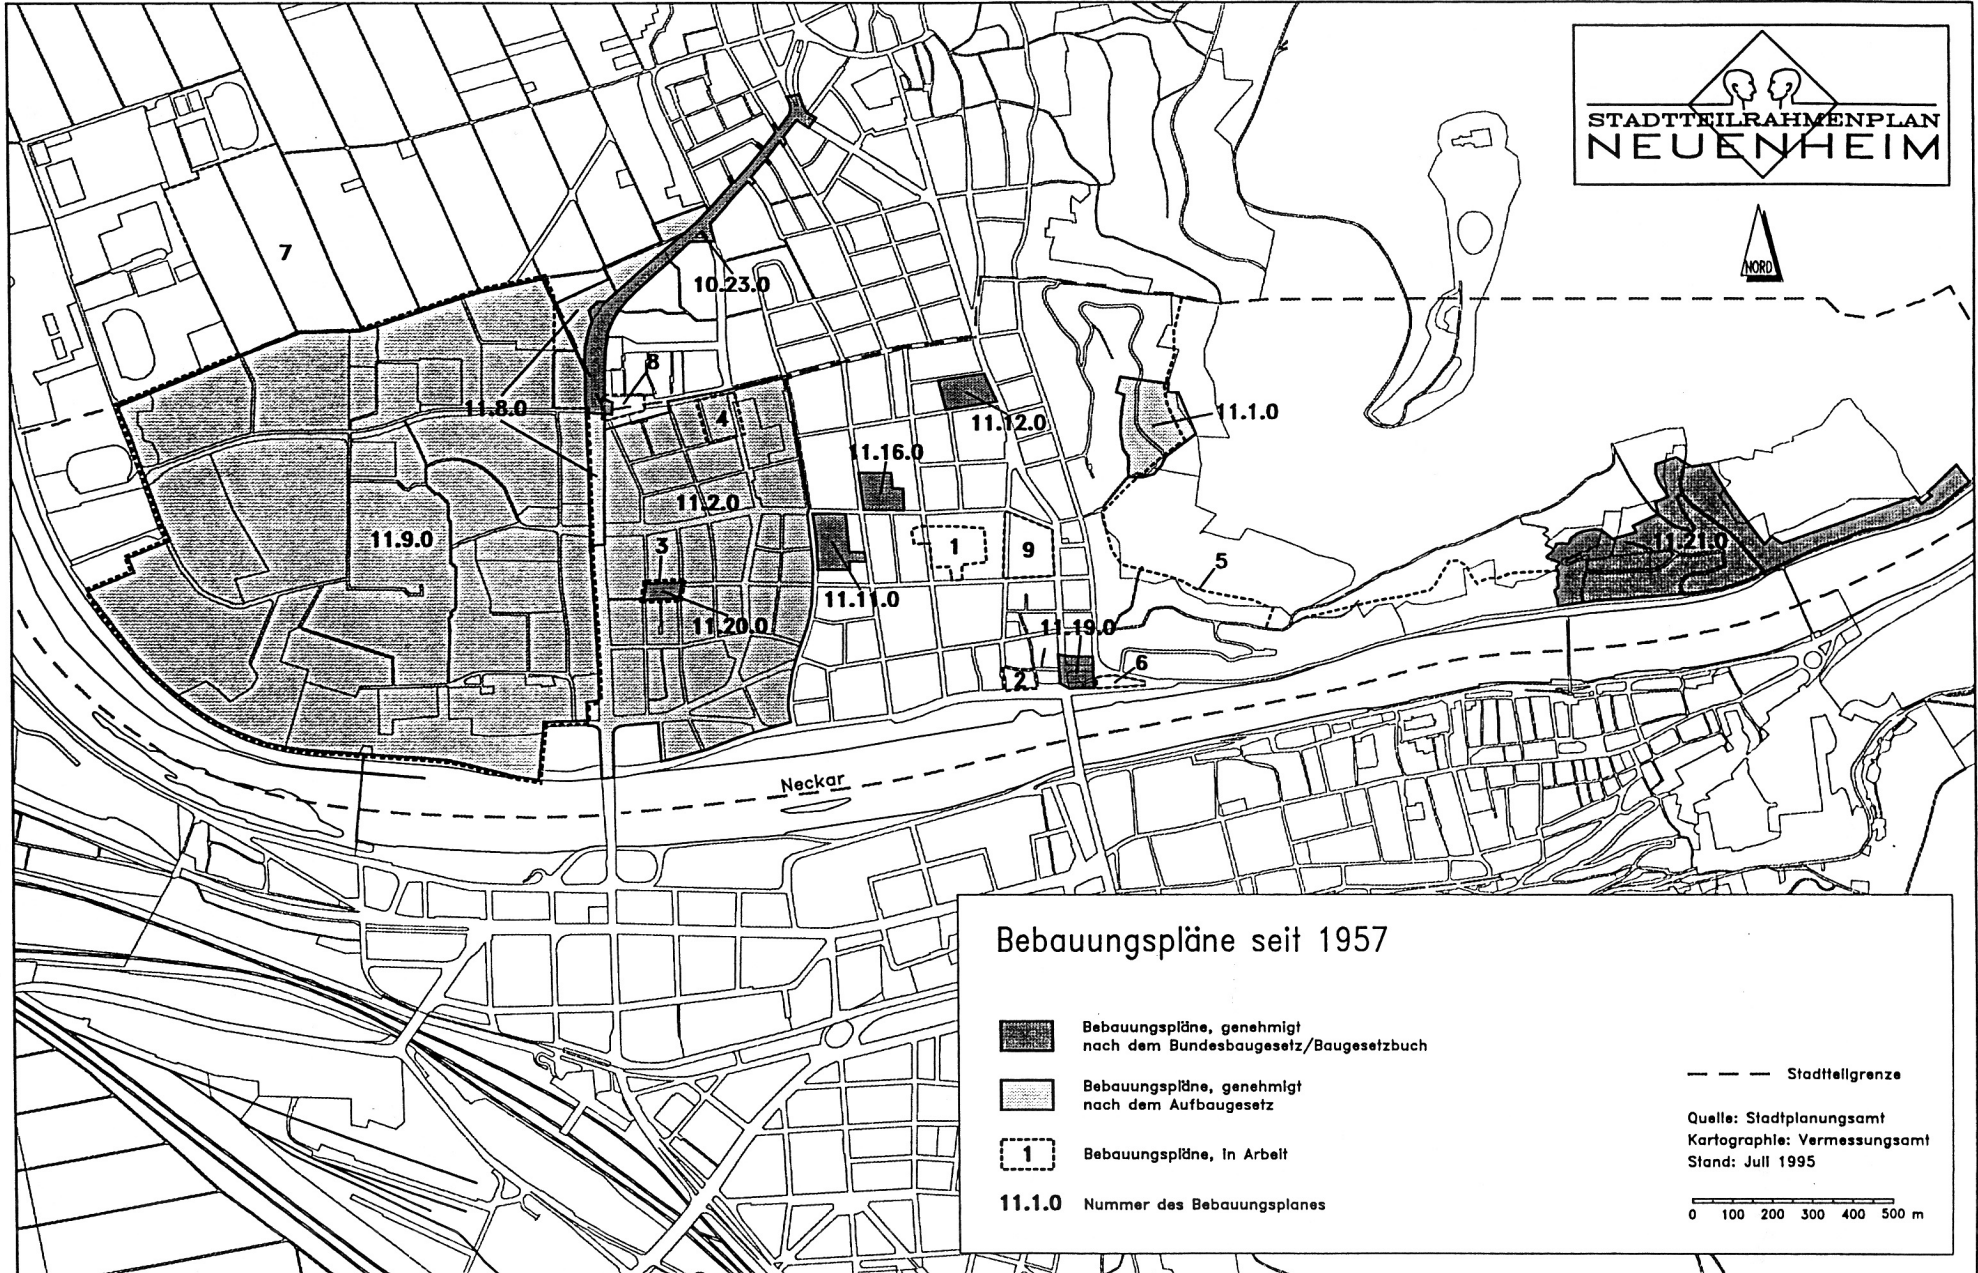 STADTTEILRAHMENPLAN
NEUENHEIM
NORD
7
10.23.0
8
11.8.0
4
11.12.0
11.1.0
11.16.0
11.2.0
11.9.0
3
1
9
5
11.21.0
11.11.0
11.20.0
11.19.0
2
6
Neckar
Bebauungspläne seit 1957
Bebauungspläne, genehmigt
nach dem Bundesbaugesetz/Baugesetzbuch
Bebauungspläne, genehmigt
nach dem Aufbaugesetz
1 Bebauungspläne, in Arbeit
11.1.0 Nummer des Bebauungsplanes
Stadtteilgrenze
Quelle: Stadtplanungsamt
Kartographie: Vermessungsamt
Stand: Juli 1995
0 100 200 300 400 500 m